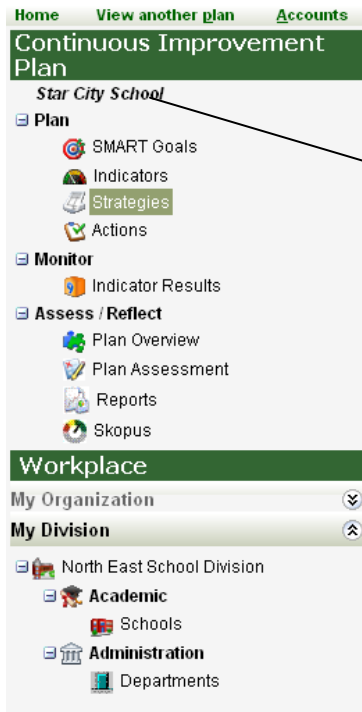 Home View another plan Accounts
Continuous Improvement
Plan
Star City School
Plan
SMART Goals
Indicators
Strategies
Actions
Monitor
Indicator Results
Assess / Reflect
Plan Overview
Plan Assessment
Reports
Skopus
Workplace
My Organization
My Division
North East School Division
Academic
Schools
Administration
Departments